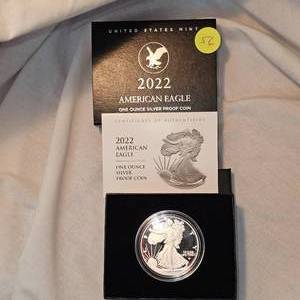 UNITED STATES MINT
2022
AMERICAN EAGLE
ONE OUNCE SILVER PROOF COIN
CERTIFICATE OF AUTHENTICITY
2022
AMERICAN
EAGLE
ONE OUNCE
SILVER
PROOF COIN